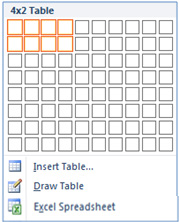 4x2 Table
Insert Table...
Draw Table
Excel Spreadsheet